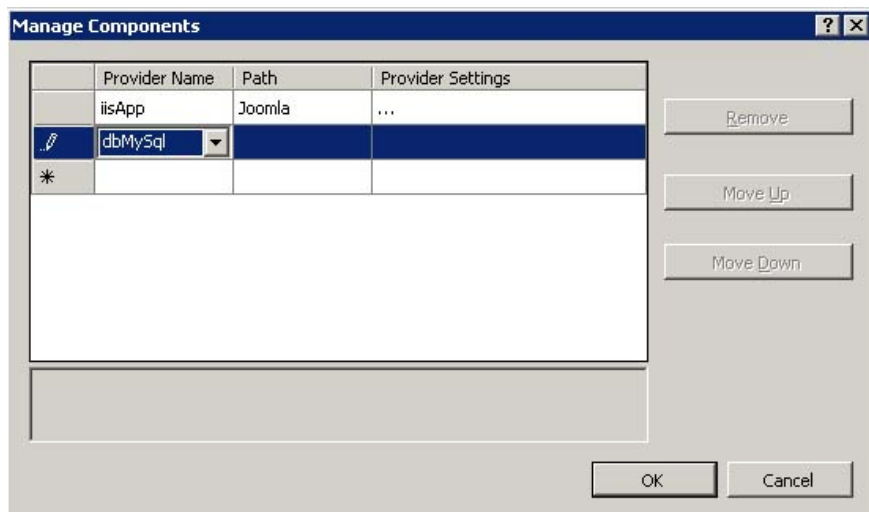 Manage Components
Provider Name Path Provider Settings
iisApp Joomla ...
dbMySql
Remove
Move Up
Move Down
OK Cancel